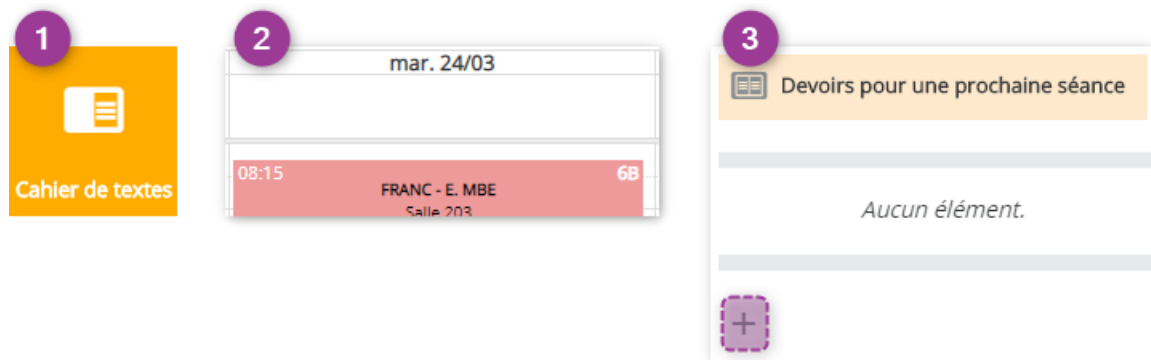 1
Cahier de textes
2
mar. 24/03
08:15
6B
FRANC - E. MBE
Salle 203
3
Devoirs pour une prochaine séance
Aucun élément.
+